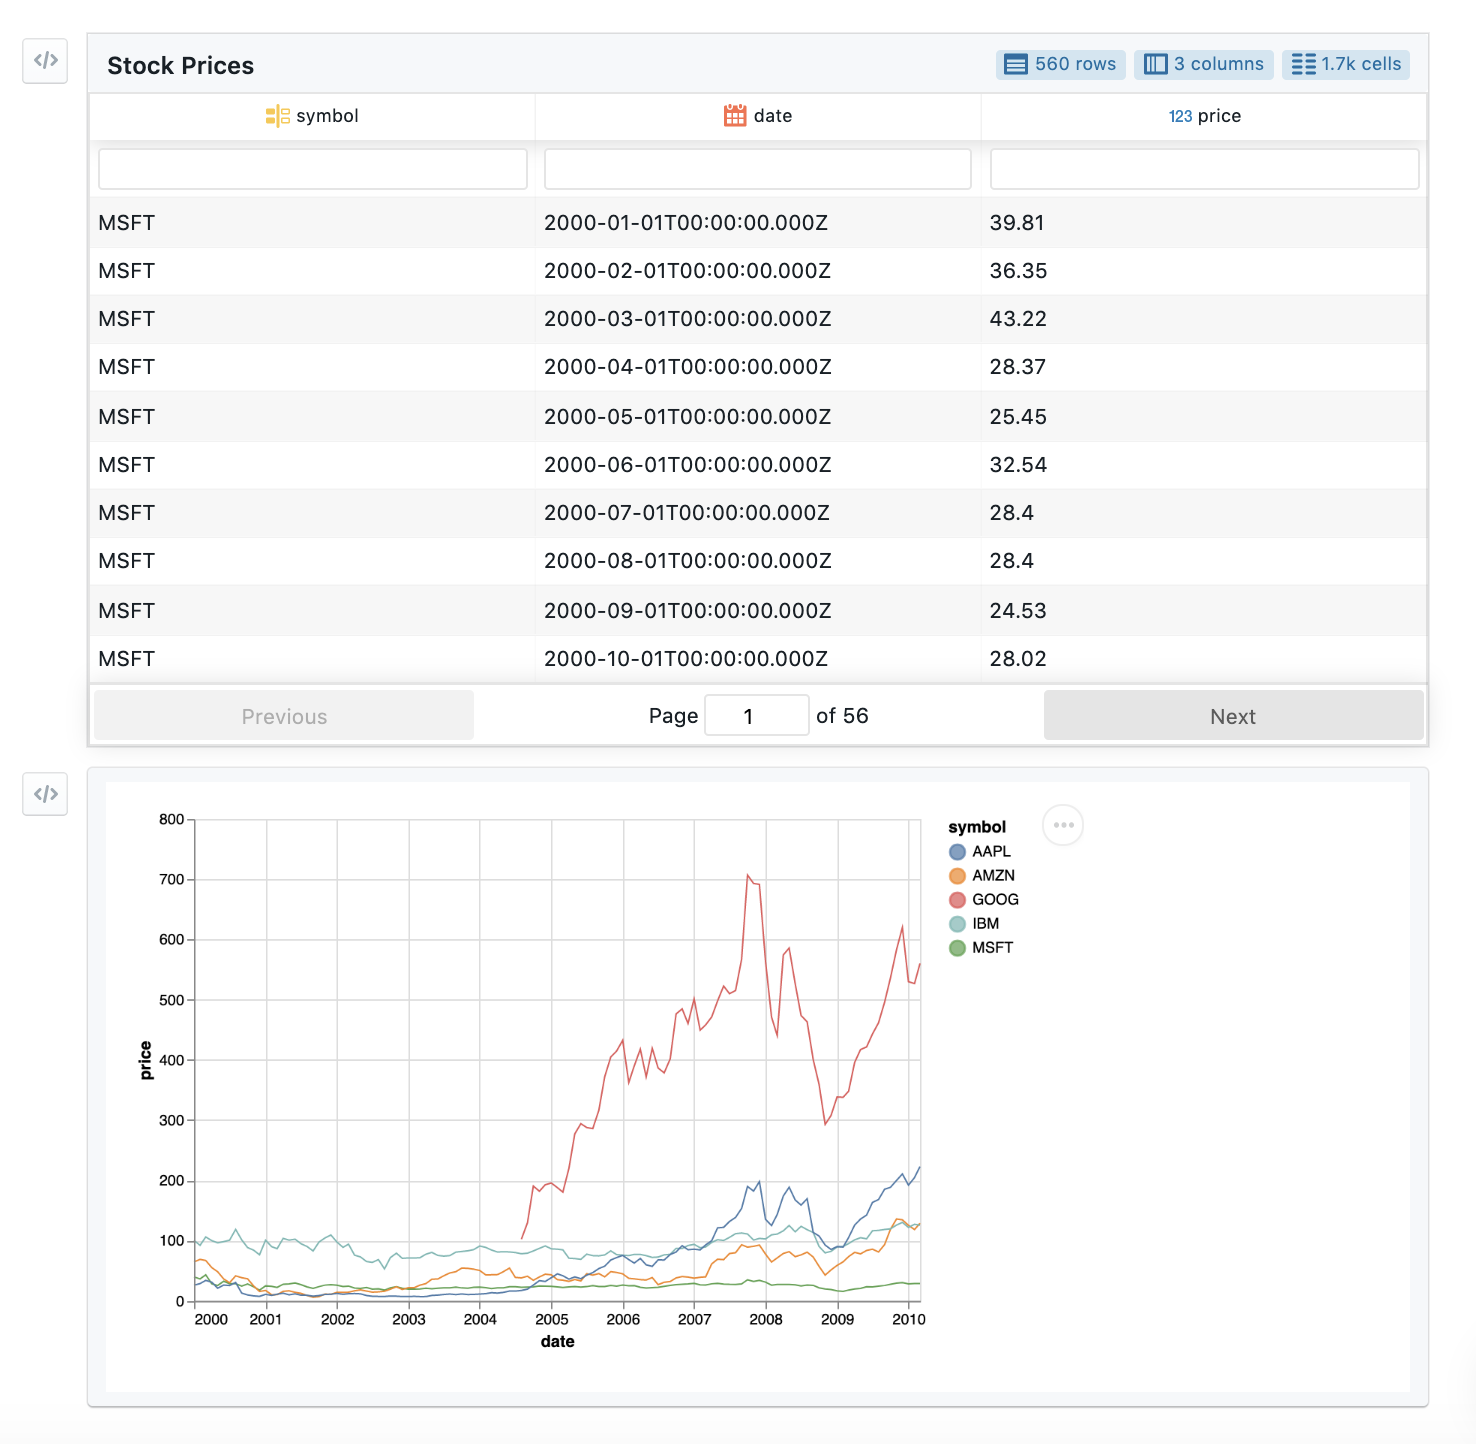 </>
Stock Prices 560 rows 3 columns 1.7k cells
symbol date 123 price
MSFT 2000-01-01T00:00:00.000Z 39.81
MSFT 2000-02-01T00:00:00.000Z 36.35
MSFT 2000-03-01T00:00:00.000Z 43.22
MSFT 2000-04-01T00:00:00.000Z 28.37
MSFT 2000-05-01T00:00:00.000Z 25.45
MSFT 2000-06-01T00:00:00.000Z 32.54
MSFT 2000-07-01T00:00:00.000Z 28.4
MSFT 2000-08-01T00:00:00.000Z 28.4
MSFT 2000-09-01T00:00:00.000Z 24.53
MSFT 2000-10-01T00:00:00.000Z 28.02
Previous Page 1 of 56 Next
</>
800
700
600
500
400
300
200
100
0
price
2000 2001 2002 2003 2004 2005 2006 2007 2008 2009 2010
date
symbol
AAPL
AMZN
GOOG
IBM
MSFT